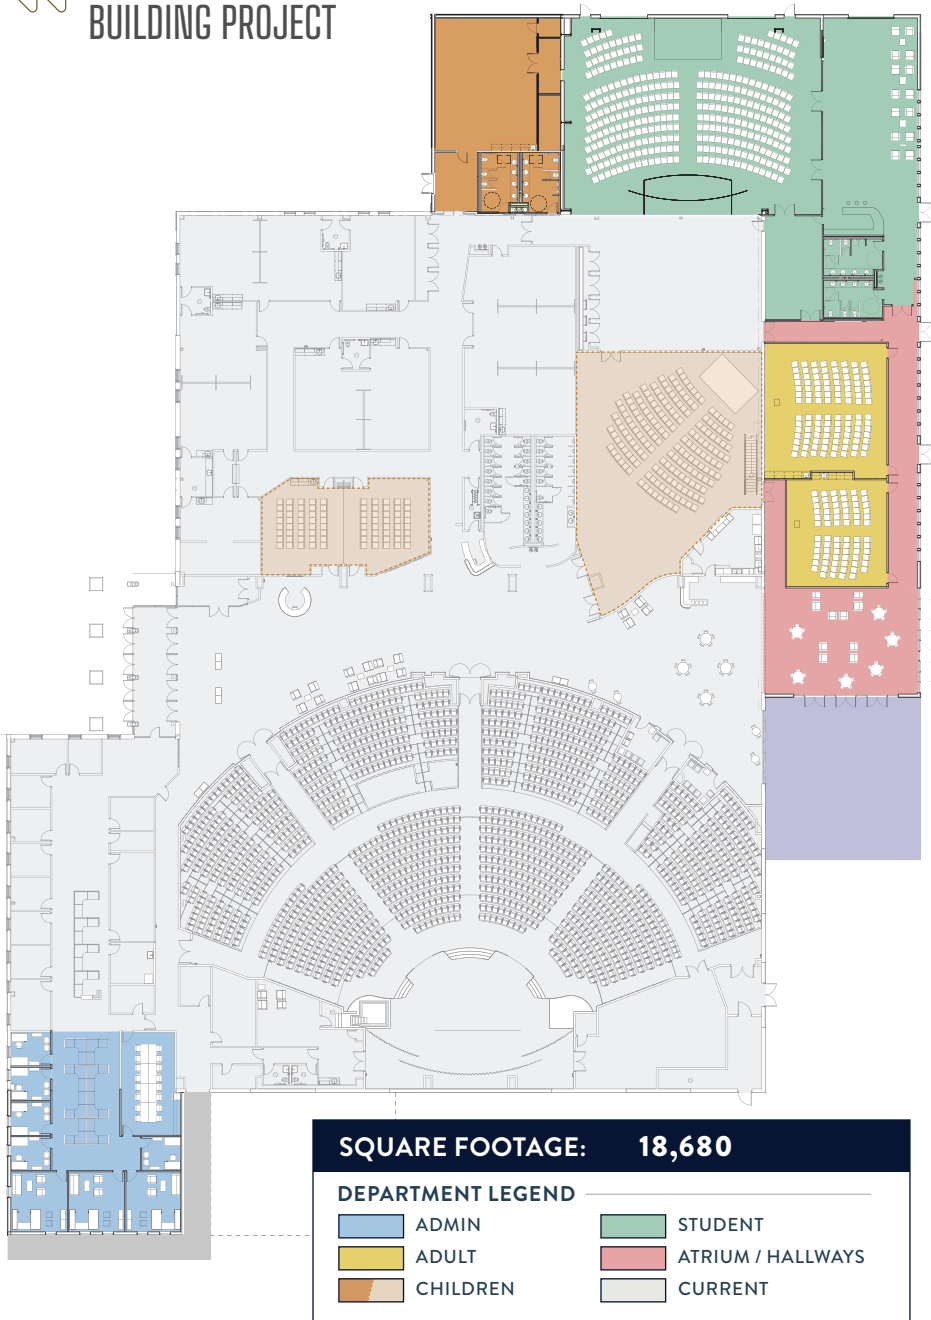 BUILDING PROJECT
SQUARE FOOTAGE: 18,680
DEPARTMENT LEGEND
ADMIN
STUDENT
ADULT
ATRIUM / HALLWAYS
CHILDREN
CURRENT